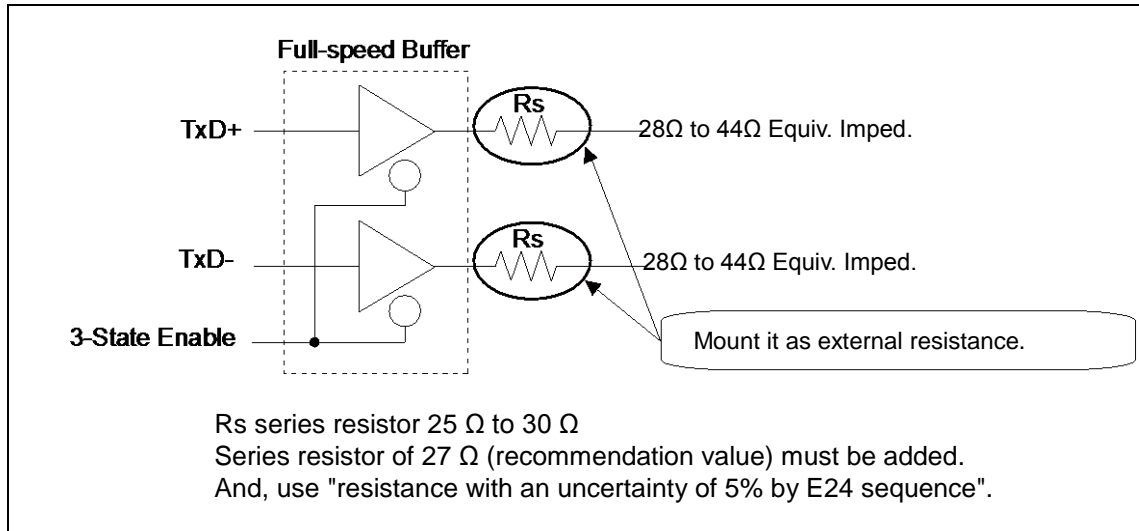 Full-speed Buffer
Rs
TxD+
28Ω to 44Ω Equiv. Imped.
Rs
TxD-
28Ω to 44Ω Equiv. Imped.
3-State Enable
Mount it as external resistance.
Rs series resistor 25 Ω to 30 Ω
Series resistor of 27 Ω (recommendation value) must be added.
And, use "resistance with an uncertainty of 5% by E24 sequence".